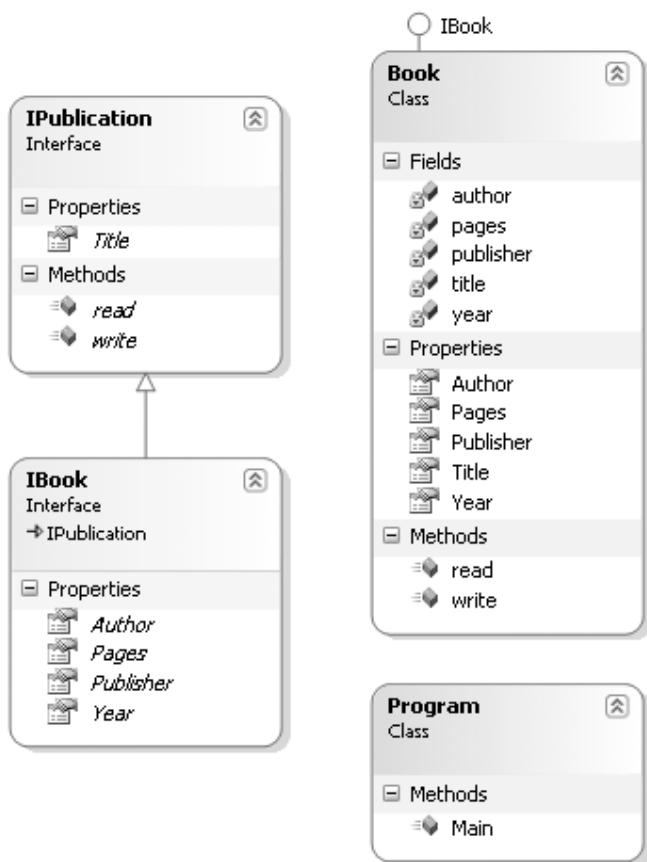 IPublication
Interface
Properties
Title
Methods
read
write
IBook
Interface
IPublication
Properties
Author
Pages
Publisher
Year
IBook
Book
Class
Fields
author
pages
publisher
title
year
Properties
Author
Pages
Publisher
Title
Year
Methods
read
write
Program
Class
Methods
Main